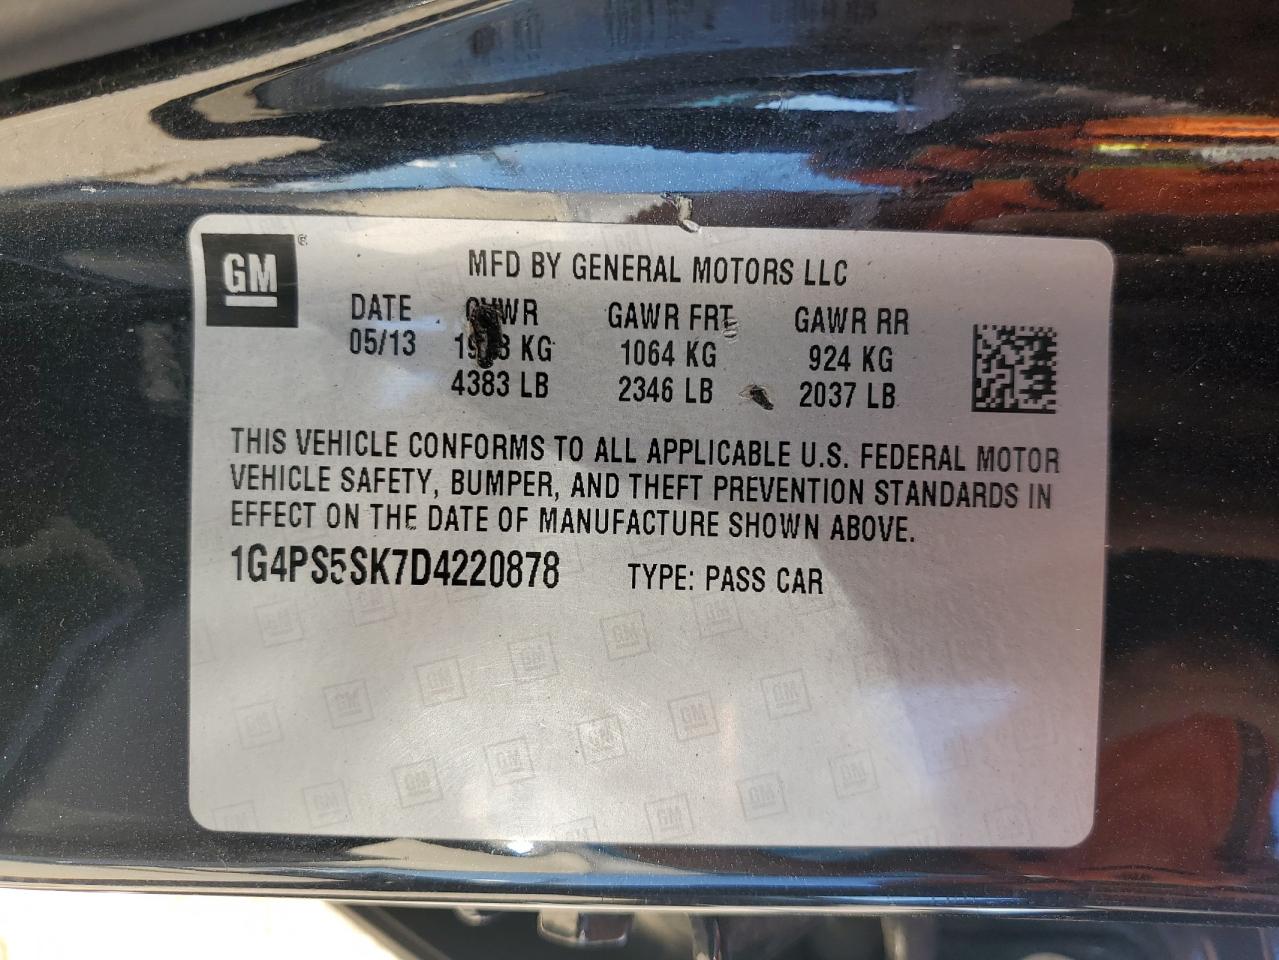 GM ®
MFD BY GENERAL MOTORS LLC
DATE GVWR GAWR FRT GAWR RR
05/13 KG 1064 KG 924 KG
4383 LB 2346 LB 2037 LB
THIS VEHICLE CONFORMS TO ALL APPLICABLE U.S. FEDERAL MOTOR
VEHICLE SAFETY, BUMPER, AND THEFT PREVENTION STANDARDS IN
EFFECT ON THE DATE OF MANUFACTURE SHOWN ABOVE.
1G4PS5SK7D4220878 TYPE: PASS CAR